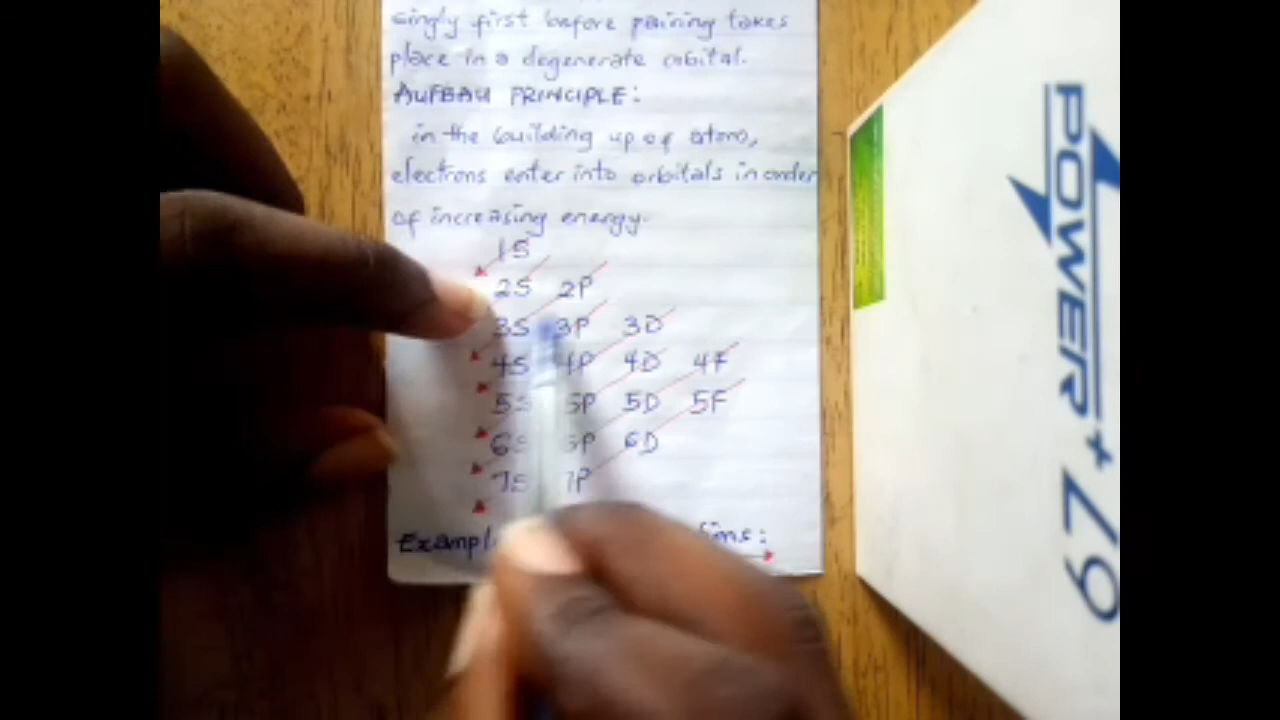 singly first before pairing takes
place in a degenerate orbital.
AUFBAU PRINCIPLE:
in the building up of atoms,
electrons enter into orbitals in order
of increasing energy.
1S
2S 2P
3S 3P 3D
4S 4P 4D 4F
5S 5P 5D 5F
6S 6P 6D
7S 7P
POWER+ L9